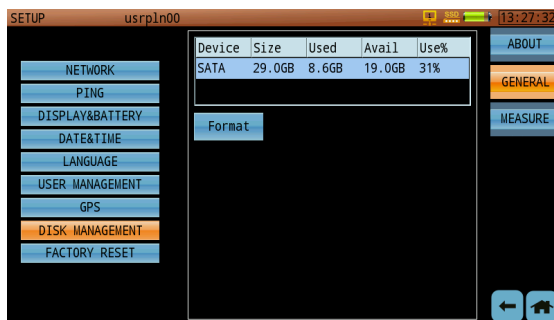 SETUP usrpln00 SSD 13:27:32
Device Size Used Avail Use%
SATA 29.0GB 8.6GB 19.0GB 31%
Format
NETWORK
PING
DISPLAY&BATTERY
DATE&TIME
LANGUAGE
USER MANAGEMENT
GPS
DISK MANAGEMENT
FACTORY RESET
ABOUT
GENERAL
MEASURE